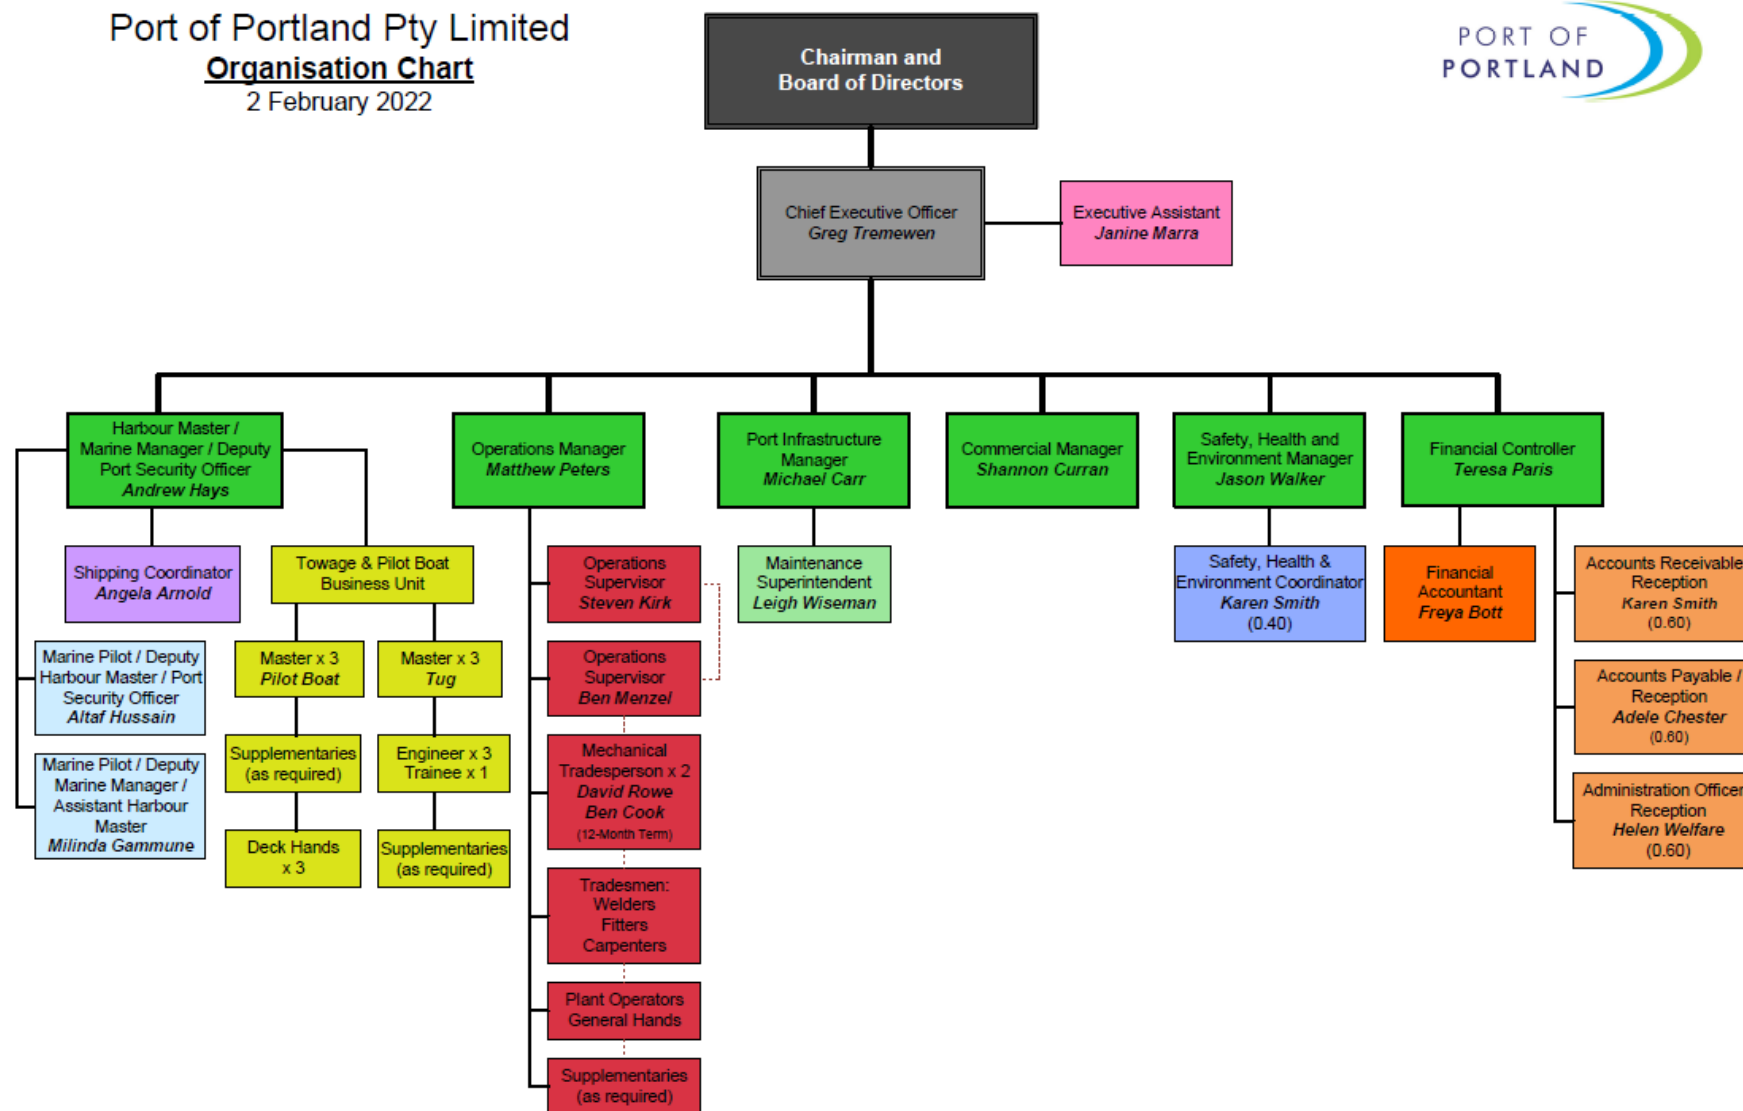 Port of Portland Pty Limited
Organisation Chart
2 February 2022
PORT OF
PORTLAND
Chairman and
Board of Directors
Chief Executive Officer
Greg Tremewen
Executive Assistant
Janine Marra
Harbour Master /
Marine Manager / Deputy
Port Security Officer
Andrew Hays
Operations Manager
Matthew Peters
Port Infrastructure
Manager
Michael Carr
Commercial Manager
Shannon Curran
Safety, Health and
Environment Manager
Jason Walker
Financial Controller
Teresa Paris
Shipping Coordinator
Angela Arnold
Towage & Pilot Boat
Business Unit
Marine Pilot / Deputy
Harbour Master / Port
Security Officer
Altaf Hussain
Marine Pilot / Deputy
Marine Manager /
Assistant Harbour
Master
Milinda Gammune
Master x 3
Pilot Boat
Supplementaries
(as required)
Deck Hands
x 3
Master x 3
Tug
Engineer x 3
Trainee x 1
Supplementaries
(as required)
Operations
Supervisor
Steven Kirk
Operations
Supervisor
Ben Menzel
Mechanical
Tradesperson x 2
David Rowe
Ben Cook
(12-Month Term)
Tradesmen:
Welders
Fitters
Carpenters
Plant Operators
General Hands
Supplementaries
(as required)
Maintenance
Superintendent
Leigh Wiseman
Safety, Health &
Environment Coordinator
Karen Smith
(0.40)
Financial
Accountant
Freya Bott
Accounts Receivable
Reception
Karen Smith
(0.60)
Accounts Payable /
Reception
Adele Chester
(0.60)
Administration Officer
Reception
Helen Welfare
(0.60)